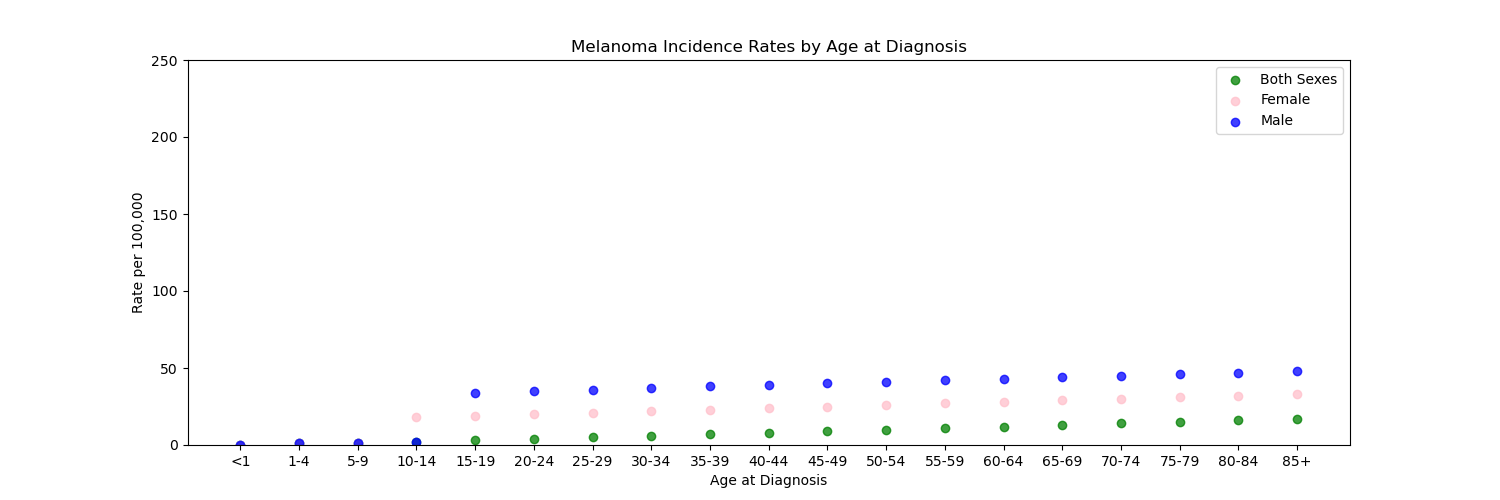 Melanoma Incidence Rates by Age at Diagnosis
250
200
150
100
50
0
Rate per 100,000
Both Sexes
Female
Male
<1 1-4 5-9 10-14 15-19 20-24 25-29 30-34 35-39 40-44 45-49 50-54 55-59 60-64 65-69 70-74 75-79 80-84 85+
Age at Diagnosis